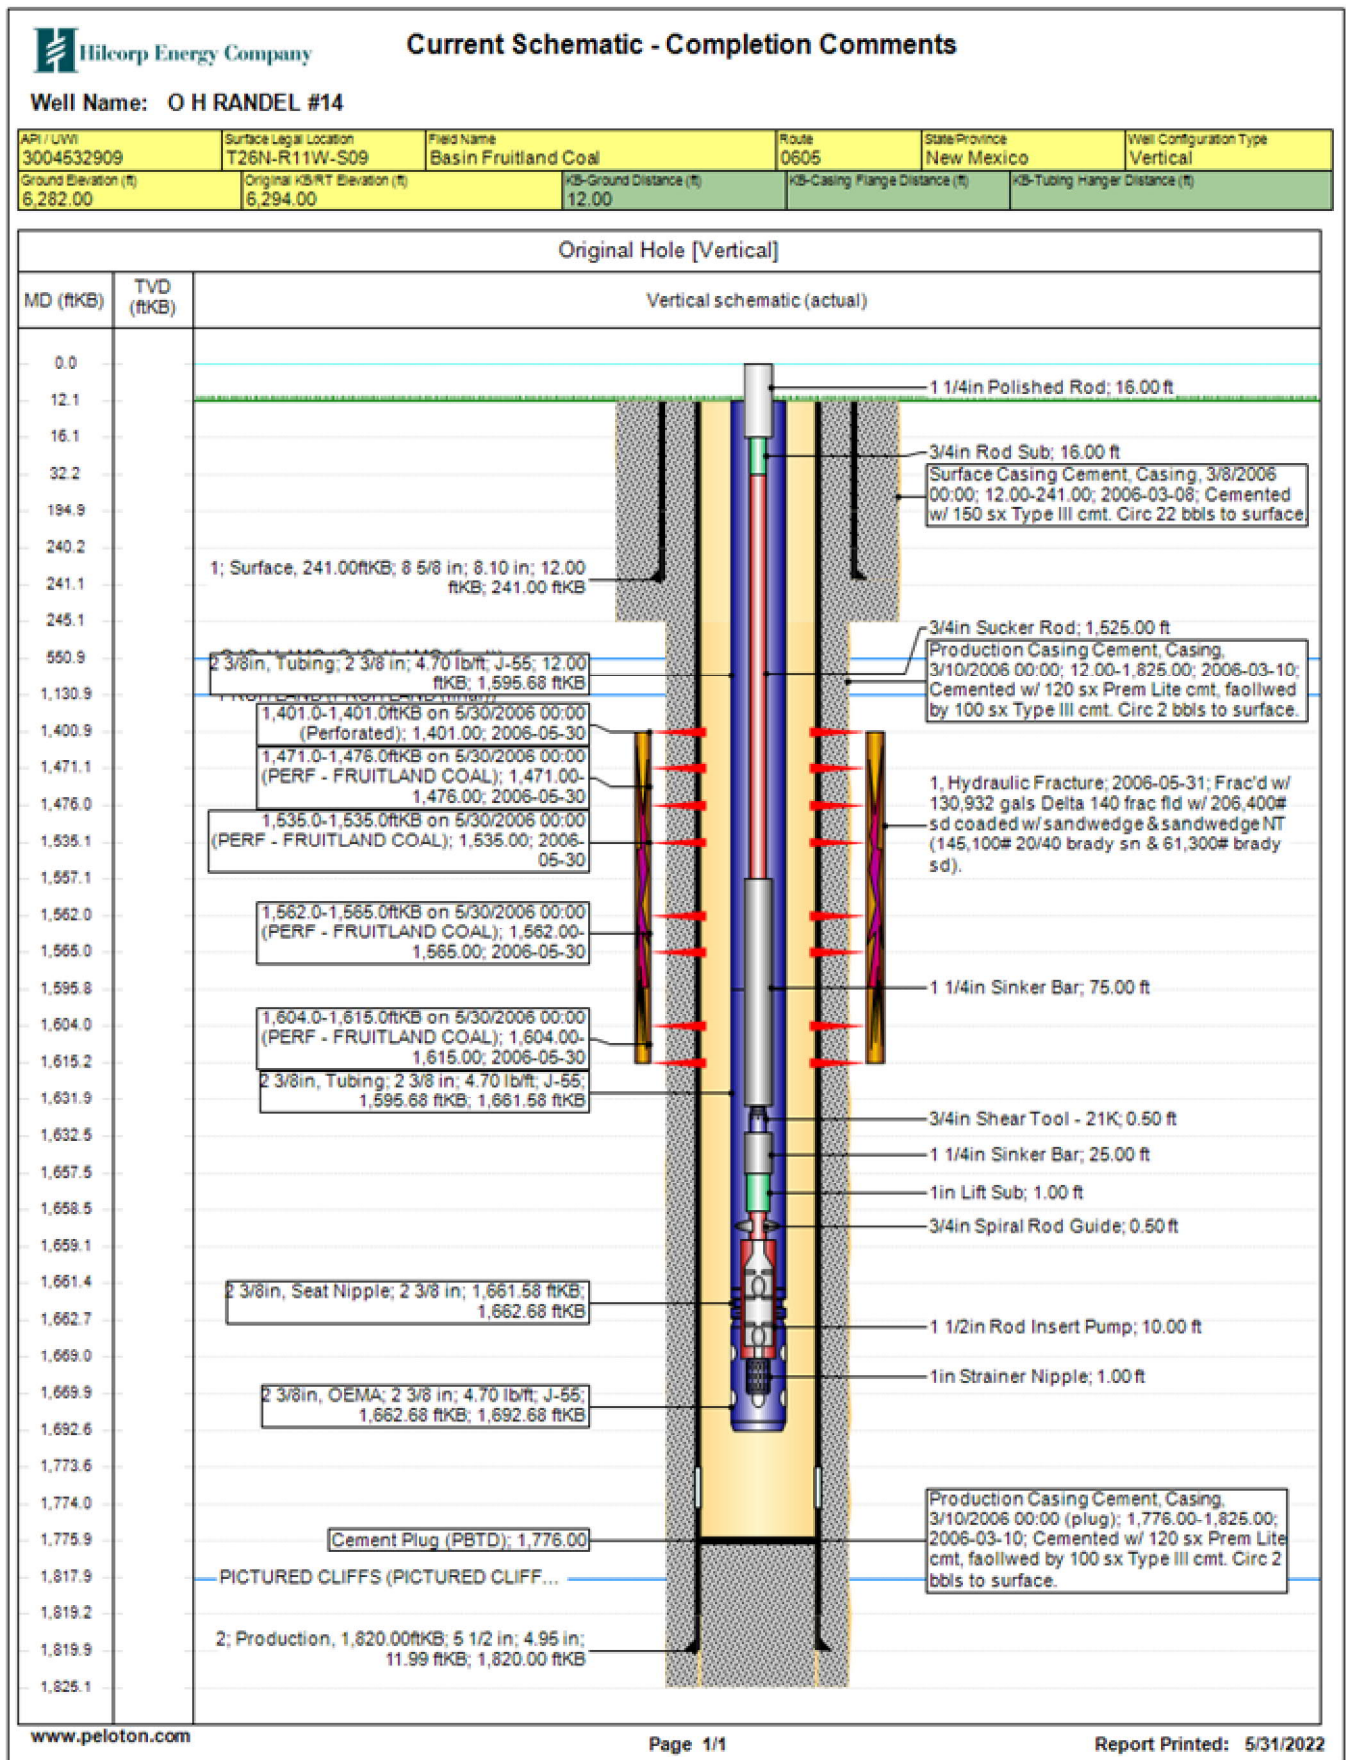 Hilcorp Energy Company
Current Schematic - Completion Comments
Well Name: O H RANDEL #14
API / UWI
3004532909
Surface Legal Location
T26N-R11W-S09
Field Name
Basin Fruitland Coal
Route
0605
State/Province
New Mexico
Well Configuration Type
Vertical
Ground Elevation (ft)
6,282.00
Original KB/RT Elevation (ft)
6,294.00
KB-Ground Distance (ft)
12.00
KB-Casing Flange Distance (ft)
KB-Tubing Hanger Distance (ft)
Original Hole [Vertical]
MD (ftKB)
TVD
(ftKB)
Vertical schematic (actual)
0.0
12.1
16.1
32.2
194.9
240.2
241.1
245.1
550.9
1,130.9
1,400.9
1,471.1
1,476.0
1,535.1
1,557.1
1,562.0
1,565.0
1,595.8
1,604.0
1,615.2
1,631.9
1,632.5
1,657.5
1,658.5
1,659.1
1,661.4
1,662.7
1,669.0
1,669.9
1,692.6
1,773.6
1,774.0
1,775.9
1,817.9
1,819.2
1,819.9
1,825.1
1; Surface, 241.00ftKB; 8 5/8 in; 8.10 in; 12.00
ftKB; 241.00 ftKB
2 3/8in, Tubing; 2 3/8 in; 4.70 lb/ft; J-55; 12.00
ftKB; 1,595.68 ftKB
1,401.0-1,401.0ftKB on 5/30/2006 00:00
(Perforated); 1,401.00; 2006-05-30
1,471.0-1,476.0ftKB on 5/30/2006 00:00
(PERF - FRUITLAND COAL); 1,471.00-
1,476.00; 2006-05-30
1,535.0-1,535.0ftKB on 5/30/2006 00:00
(PERF - FRUITLAND COAL); 1,535.00; 2006-
05-30
1,562.0-1,565.0ftKB on 5/30/2006 00:00
(PERF - FRUITLAND COAL); 1,562.00-
1,565.00; 2006-05-30
1,604.0-1,615.0ftKB on 5/30/2006 00:00
(PERF - FRUITLAND COAL); 1,604.00-
1,615.00; 2006-05-30
2 3/8in, Tubing; 2 3/8 in; 4.70 lb/ft; J-55;
1,595.68 ftKB; 1,661.58 ftKB
2 3/8in, Seat Nipple; 2 3/8 in; 1,661.58 ftKB;
1,662.68 ftKB
2 3/8in, OEMA; 2 3/8 in; 4.70 lb/ft; J-55;
1,662.68 ftKB; 1,692.68 ftKB
Cement Plug (PBTD); 1,776.00
PICTURED CLIFFS (PICTURED CLIFF...
2; Production, 1,820.00ftKB; 5 1/2 in; 4.95 in;
11.99 ftKB; 1,820.00 ftKB
1 1/4in Polished Rod; 16.00 ft
3/4in Rod Sub; 16.00 ft
Surface Casing Cement, Casing, 3/8/2006
00:00; 12.00-241.00; 2006-03-08; Cemented
w/ 150 sx Type III cmt. Circ 22 bbls to surface.
3/4in Sucker Rod; 1,525.00 ft
Production Casing Cement, Casing,
3/10/2006 00:00; 12.00-1,825.00; 2006-03-10;
Cemented w/ 120 sx Prem Lite cmt, faollwed
by 100 sx Type III cmt. Circ 2 bbls to surface.
1, Hydraulic Fracture; 2006-05-31; Frac'd w/
130,932 gals Delta 140 frac fld w/ 206,400#
sd coaded w/ sandwedge & sandwedge NT
(145,100# 20/40 brady sn & 61,300# brady
sd).
1 1/4in Sinker Bar; 75.00 ft
3/4in Shear Tool - 21K; 0.50 ft
1 1/4in Sinker Bar; 25.00 ft
1in Lift Sub; 1.00 ft
3/4in Spiral Rod Guide; 0.50 ft
1 1/2in Rod Insert Pump; 10.00 ft
1in Strainer Nipple; 1.00 ft
Production Casing Cement, Casing,
3/10/2006 00:00 (plug); 1,776.00-1,825.00;
2006-03-10; Cemented w/ 120 sx Prem Lite
cmt, faollwed by 100 sx Type III cmt. Circ 2
bbls to surface.
www.peloton.com
Page 1/1
Report Printed: 5/31/2022